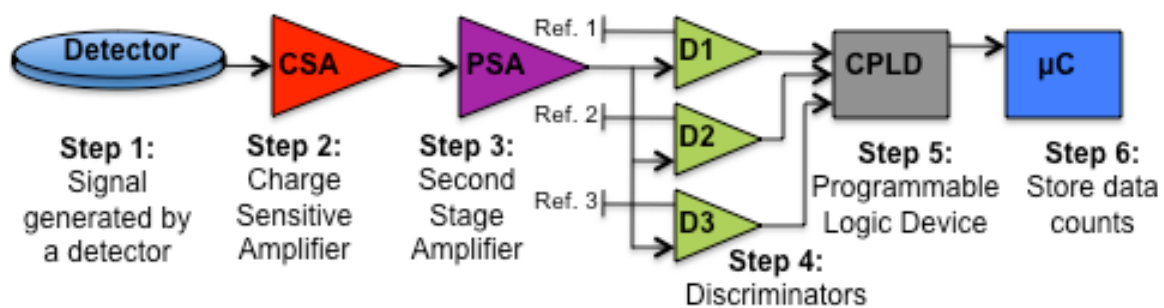 Detector
CSA
PSA
Ref. 1
D1
Ref. 2
D2
Ref. 3
D3
CPLD
µC
Step 1:
Signal
generated by
a detector
Step 2:
Charge
Sensitive
Amplifier
Step 3:
Second
Stage
Amplifier
Step 4:
Discriminators
Step 5:
Programmable
Logic Device
Step 6:
Store data
counts